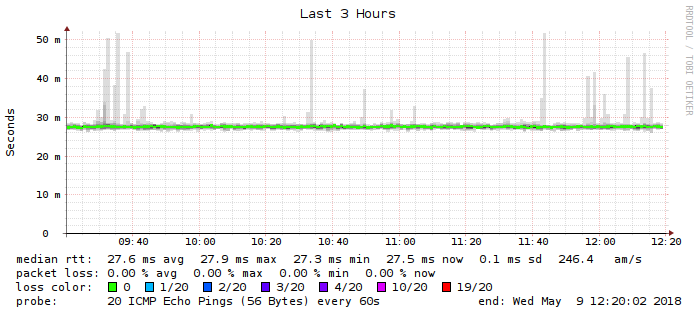 Last 3 Hours
RRDTOOL / TOBI OETIKER
Seconds
50 m
40 m
30 m
20 m
10 m
0
09:40 10:00 10:20 10:40 11:00 11:20 11:40 12:00 12:20
median rtt: 27.6 ms avg 27.9 ms max 27.3 ms min 27.5 ms now 0.1 ms sd 246.4 am/s
packet loss: 0.00 % avg 0.00 % max 0.00 % min 0.00 % now
loss color: 0 1/20 2/20 3/20 4/20 10/20 19/20
probe: 20 ICMP Echo Pings (56 Bytes) every 60s end: Wed May 9 12:20:02 2018